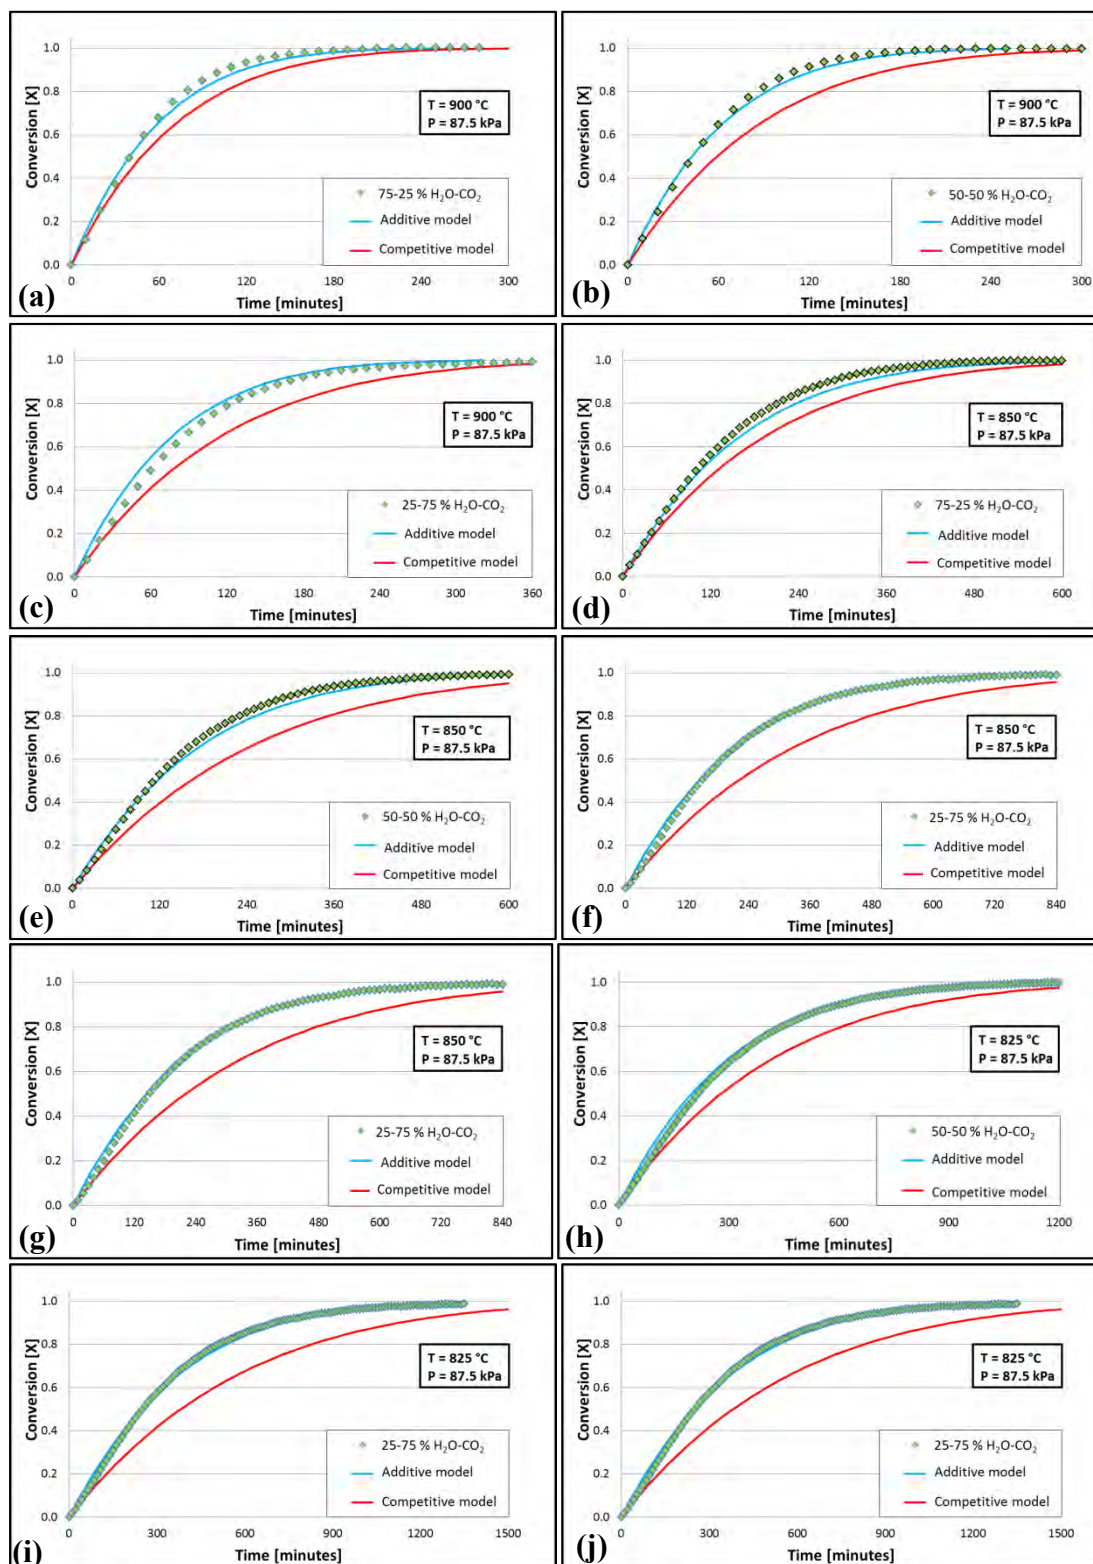 1.0
0.8
0.6
0.4
0.2
0.0
Conversion [X]
T = 900 °C
P = 87.5 kPa
75-25 % H₂O-CO₂
Additive model
Competitive model
0 60 120 180 240 300
Time [minutes]
(a)
1.0
0.8
0.6
0.4
0.2
0.0
Conversion [X]
T = 900 °C
P = 87.5 kPa
50-50 % H₂O-CO₂
Additive model
Competitive model
0 60 120 180 240 300
Time [minutes]
(b)
1.0
0.8
0.6
0.4
0.2
0.0
Conversion [X]
T = 900 °C
P = 87.5 kPa
25-75 % H₂O-CO₂
Additive model
Competitive model
0 60 120 180 240 300 360
Time [minutes]
(c)
1.0
0.8
0.6
0.4
0.2
0.0
Conversion [X]
T = 850 °C
P = 87.5 kPa
75-25 % H₂O-CO₂
Additive model
Competitive model
0 120 240 360 480 600
Time [minutes]
(d)
1.0
0.8
0.6
0.4
0.2
0.0
Conversion [X]
T = 850 °C
P = 87.5 kPa
50-50 % H₂O-CO₂
Additive model
Competitive model
0 120 240 360 480 600
Time [minutes]
(e)
1.0
0.8
0.6
0.4
0.2
0.0
Conversion [X]
T = 850 °C
P = 87.5 kPa
25-75 % H₂O-CO₂
Additive model
Competitive model
0 120 240 360 480 600 720 840
Time [minutes]
(f)
1.0
0.8
0.6
0.4
0.2
0.0
Conversion [X]
T = 850 °C
P = 87.5 kPa
25-75 % H₂O-CO₂
Additive model
Competitive model
0 120 240 360 480 600 720 840
Time [minutes]
(g)
1.0
0.8
0.6
0.4
0.2
0.0
Conversion [X]
T = 825 °C
P = 87.5 kPa
50-50 % H₂O-CO₂
Additive model
Competitive model
0 300 600 900 1200
Time [minutes]
(h)
1.0
0.8
0.6
0.4
0.2
0.0
Conversion [X]
T = 825 °C
P = 87.5 kPa
25-75 % H₂O-CO₂
Additive model
Competitive model
0 300 600 900 1200 1500
Time [minutes]
(i)
1.0
0.8
0.6
0.4
0.2
0.0
Conversion [X]
T = 825 °C
P = 87.5 kPa
25-75 % H₂O-CO₂
Additive model
Competitive model
0 300 600 900 1200 1500
Time [minutes]
(j)